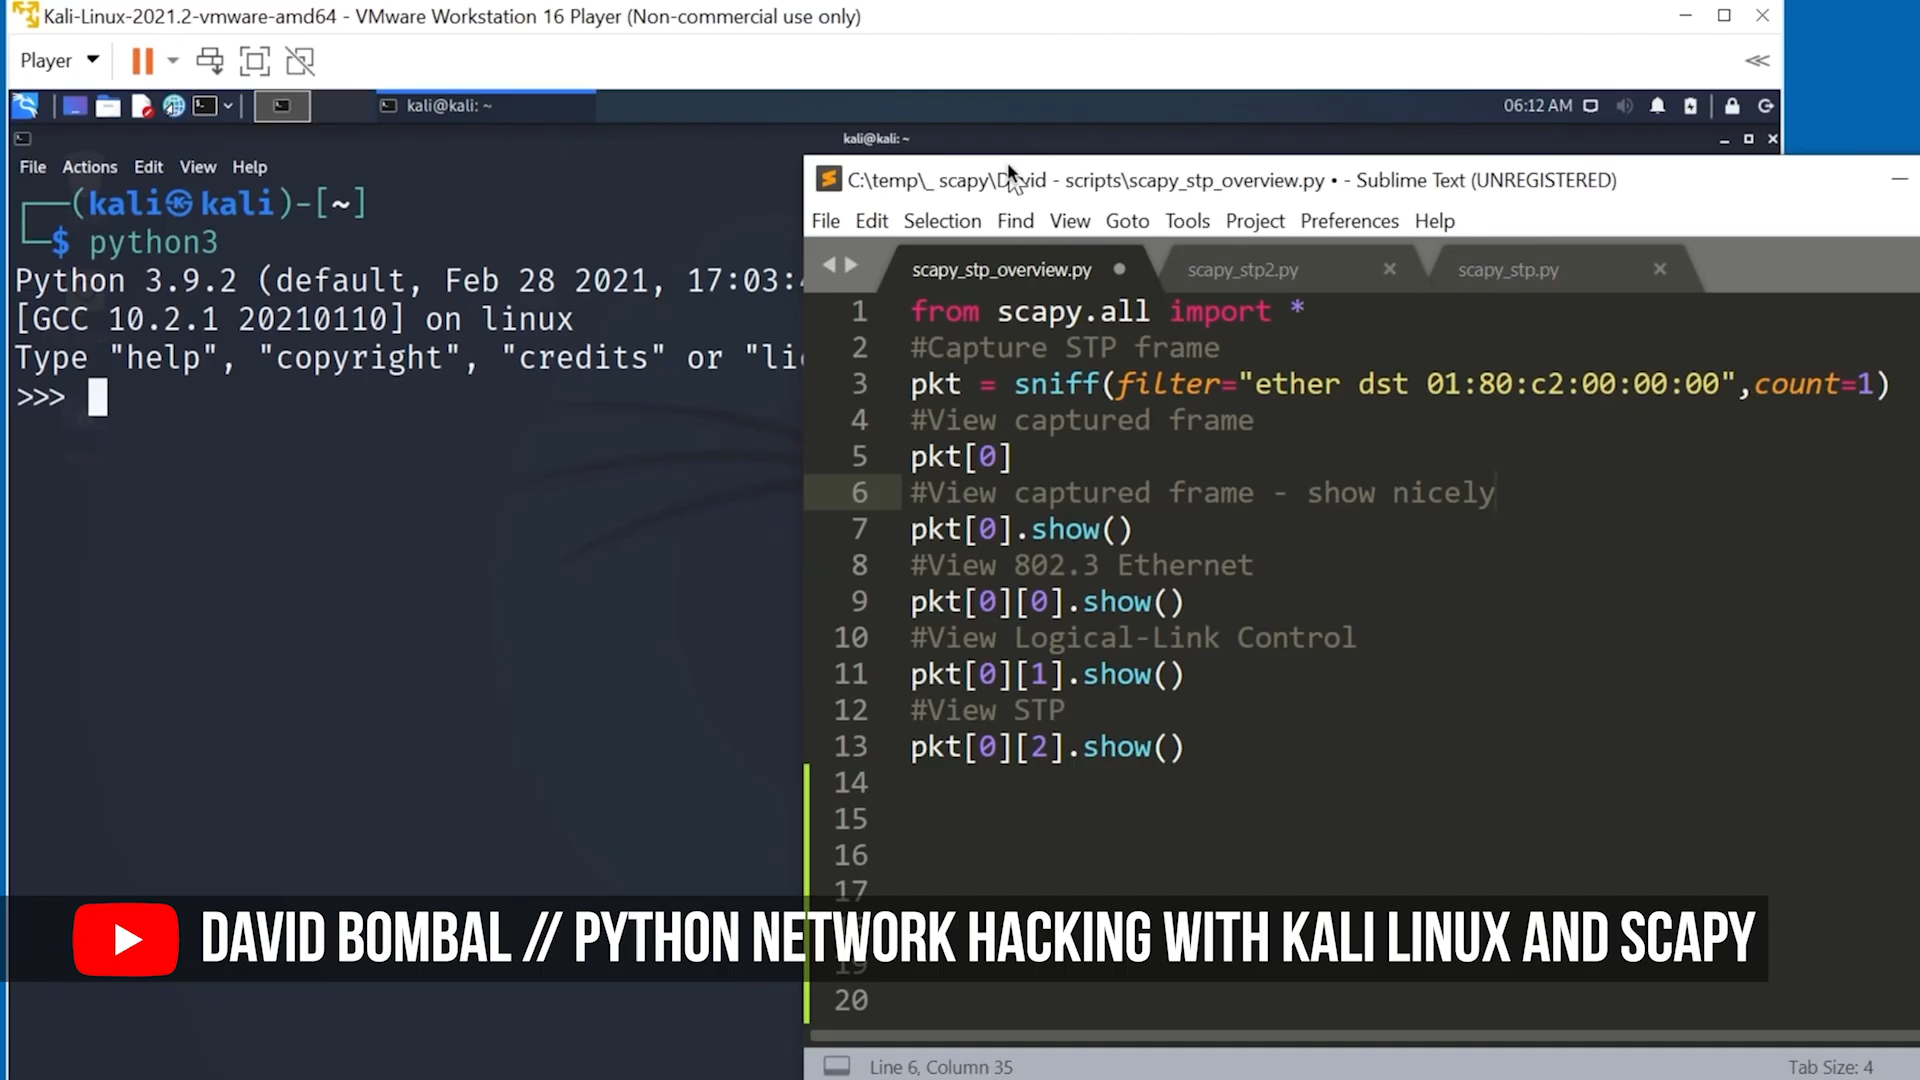 Kali-Linux-2021.2-vmware-amd64 - VMware Workstation 16 Player (Non-commercial use only)
Player
kali@kali: ~
06:12 AM
kali@kali: ~
File Actions Edit View Help
(kali㉿kali)-[~]
$ python3
Python 3.9.2 (default, Feb 28 2021, 17:03:
[GCC 10.2.1 20210110] on linux
Type "help", "copyright", "credits" or "li
>>>
C:\temp\_ scapy\David - scripts\scapy_stp_overview.py • - Sublime Text (UNREGISTERED)
File Edit Selection Find View Goto Tools Project Preferences Help
scapy_stp_overview.py scapy_stp2.py scapy_stp.py
1 from scapy.all import *
2 #Capture STP frame
3 pkt = sniff(filter="ether dst 01:80:c2:00:00:00",count=1)
4 #View captured frame
5 pkt[0]
6 #View captured frame - show nicely
7 pkt[0].show()
8 #View 802.3 Ethernet
9 pkt[0][0].show()
10 #View Logical-Link Control
11 pkt[0][1].show()
12 #View STP
13 pkt[0][2].show()
14
15
16
17
19
20
DAVID BOMBAL // PYTHON NETWORK HACKING WITH KALI LINUX AND SCAPY
Line 6, Column 35
Tab Size: 4